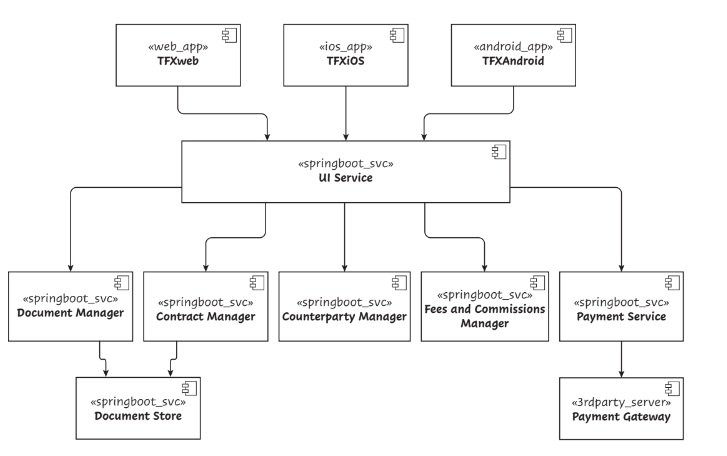 «web_app»
TFXweb
«ios_app»
TFXiOS
«android_app»
TFXAndroid
«springboot_svc»
UI Service
«springboot_svc»
Document Manager
«springboot_svc»
Contract Manager
«springboot_svc»
Counterparty Manager
«springboot_svc»
Fees and Commissions
Manager
«springboot_svc»
Payment Service
«springboot_svc»
Document Store
«3rdparty_server»
Payment Gateway